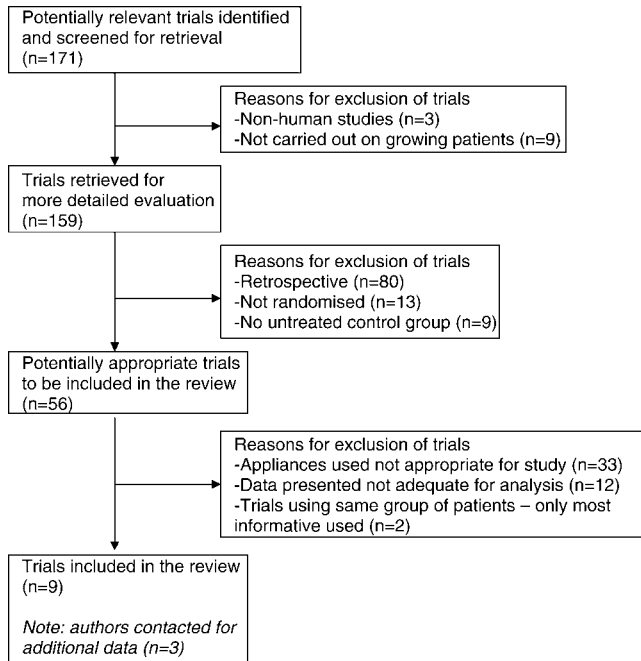 Potentially relevant trials identified
and screened for retrieval
(n=171)
Reasons for exclusion of trials
-Non-human studies (n=3)
-Not carried out on growing patients (n=9)
Trials retrieved for
more detailed evaluation
(n=159)
Reasons for exclusion of trials
-Retrospective (n=80)
-Not randomised (n=13)
-No untreated control group (n=9)
Potentially appropriate trials
to be included in the review
(n=56)
Reasons for exclusion of trials
-Appliances used not appropriate for study (n=33)
-Data presented not adequate for analysis (n=12)
-Trials using same group of patients – only most
informative used (n=2)
Trials included in the review
(n=9)
Note: authors contacted for
additional data (n=3)